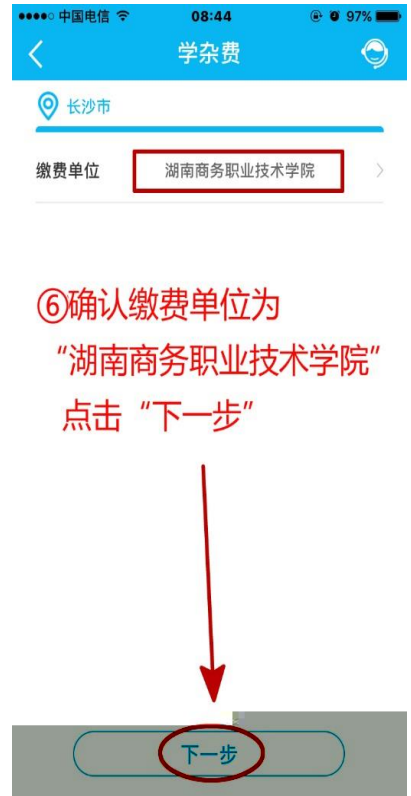 中国电信 08:44 97%
学杂费
长沙市
缴费单位 湖南商务职业技术学院
⑥确认缴费单位为
“湖南商务职业技术学院”
点击“下一步”
下一步